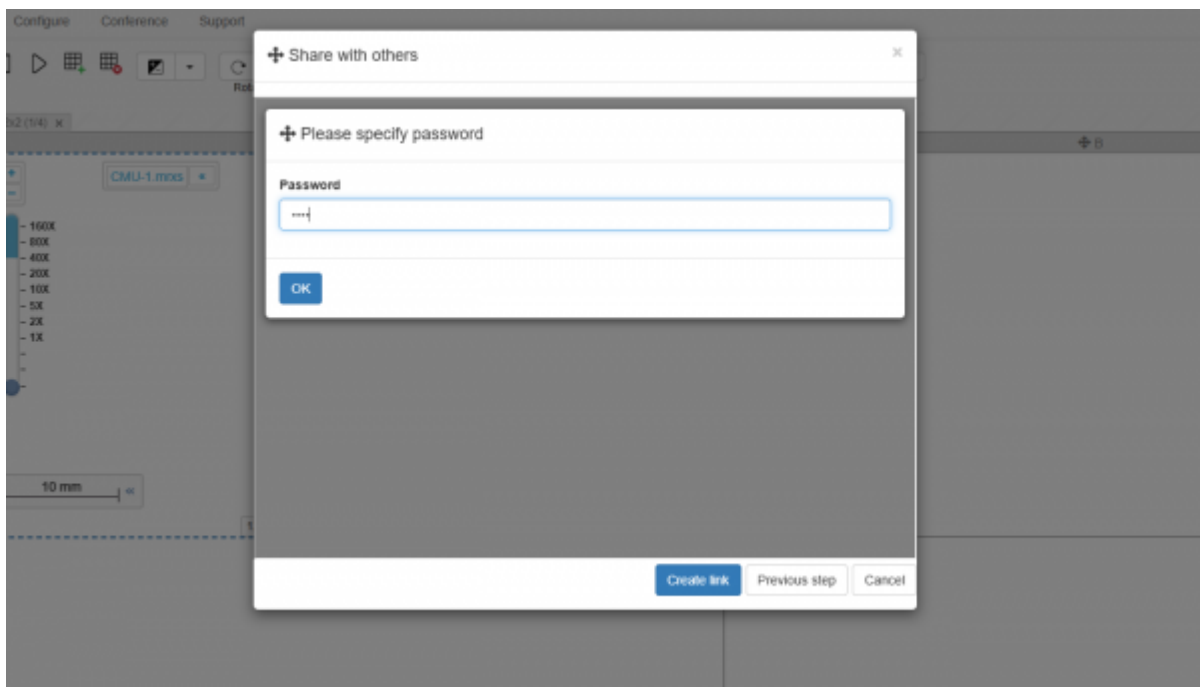 Configure Conference Support
Share with others ×
Please specify password
B
CMU-1.mrxs «
Password
160X
80X
40X
20X
10X
5X
2X
1X
OK
10 mm «
Create link Previous step Cancel